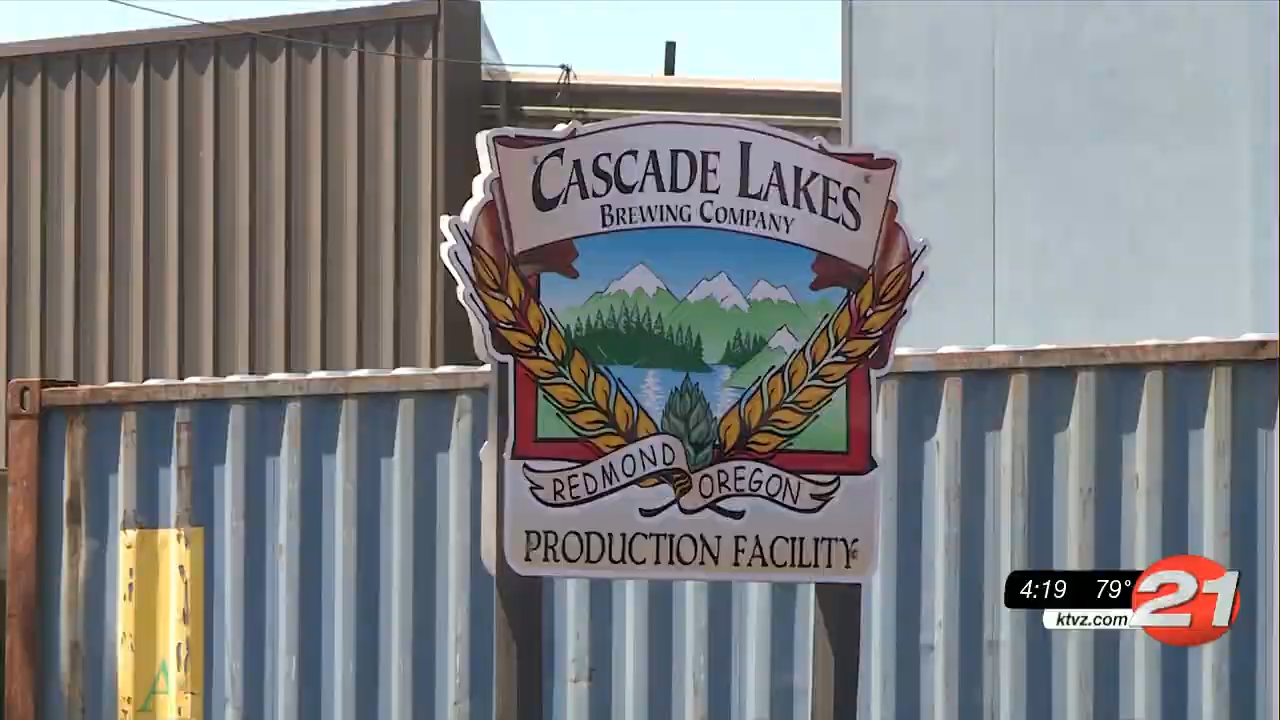 CASCADE LAKES
BREWING COMPANY
REDMOND OREGON
PRODUCTION FACILITY
4:19 79°
21
ktvz.com
A